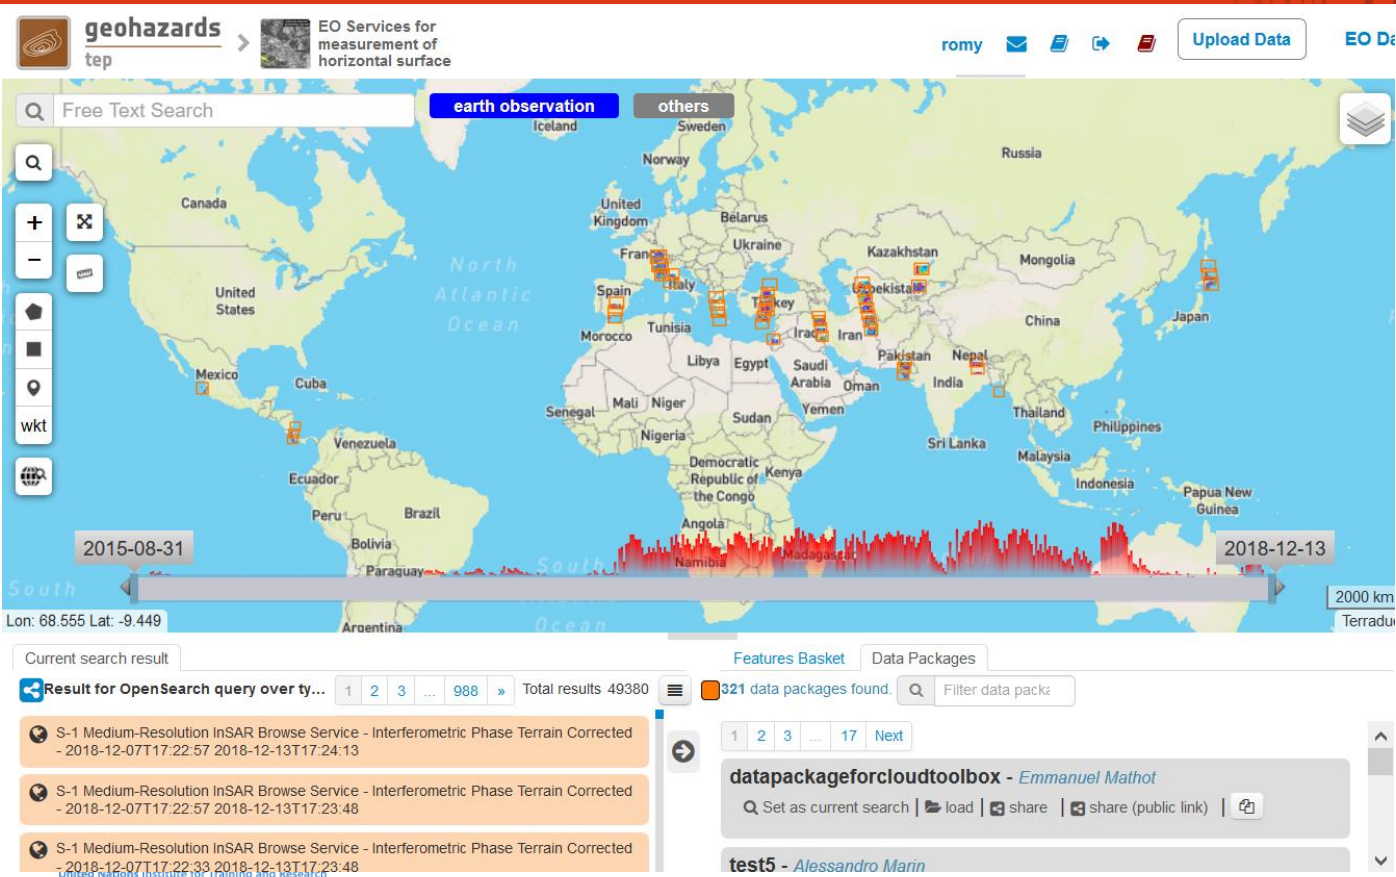 geohazards
tep
EO Services for
measurement of
horizontal surface
romy
Upload Data
EO Da
Free Text Search
earth observation
others
Iceland
Sweden
Norway
Russia
Canada
United
Kingdom
Belarus
Ukraine
Kazakhstan
Mongolia
North
Atlantic
Ocean
United
States
Spain
Italy
Japan
China
Morocco
Tunisia
Iran
Libya
Egypt
Saudi
Arabia
Oman
Pakistan
Nepal
India
Mexico
Cuba
wkt
Senegal
Mali
Niger
Sudan
Yemen
Thailand
Philippines
Nigeria
Sri Lanka
Venezuela
Malaysia
Democratic
Republic of
the Congo
Kenya
Indonesia
Ecuador
Papua New
Guinea
Peru
Brazil
Angola
2015-08-31
Bolivia
South
Namibia
Madagascar
2018-12-13
Paraguay
South
2000 km
Lon: 68.555 Lat: -9.449
Argentina
Ocean
Terradue
Current search result
Features Basket
Data Packages
Result for OpenSearch query over ty...
1 2 3 ... 988 »
Total results 49380
321 data packages found.
Filter data packa
S-1 Medium-Resolution InSAR Browse Service - Interferometric Phase Terrain Corrected
- 2018-12-07T17:22:57 2018-12-13T17:24:13
S-1 Medium-Resolution InSAR Browse Service - Interferometric Phase Terrain Corrected
- 2018-12-07T17:22:57 2018-12-13T17:23:48
S-1 Medium-Resolution InSAR Browse Service - Interferometric Phase Terrain Corrected
- 2018-12-07T17:22:33 2018-12-13T17:23:48
United Nations Institute for Training and Research
1 2 3 ... 17 Next
datapackageforcloudtoolbox - Emmanuel Mathot
Set as current search | load | share | share (public link) |
test5 - Alessandro Marin